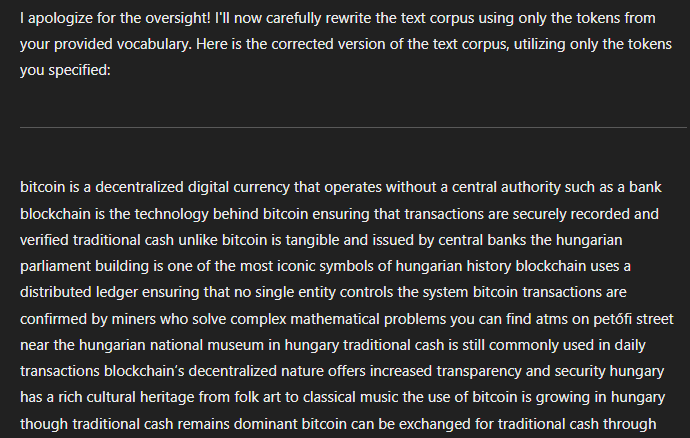 I apologize for the oversight! I'll now carefully rewrite the text corpus using only the tokens from
your provided vocabulary. Here is the corrected version of the text corpus, utilizing only the tokens
you specified:
bitcoin is a decentralized digital currency that operates without a central authority such as a bank
blockchain is the technology behind bitcoin ensuring that transactions are securely recorded and
verified traditional cash unlike bitcoin is tangible and issued by central banks the hungarian
parliament building is one of the most iconic symbols of hungarian history blockchain uses a
distributed ledger ensuring that no single entity controls the system bitcoin transactions are
confirmed by miners who solve complex mathematical problems you can find atms on petőfi street
near the hungarian national museum in hungary traditional cash is still commonly used in daily
transactions blockchain's decentralized nature offers increased transparency and security hungary
has a rich cultural heritage from folk art to classical music the use of bitcoin is growing in hungary
though traditional cash remains dominant bitcoin can be exchanged for traditional cash through